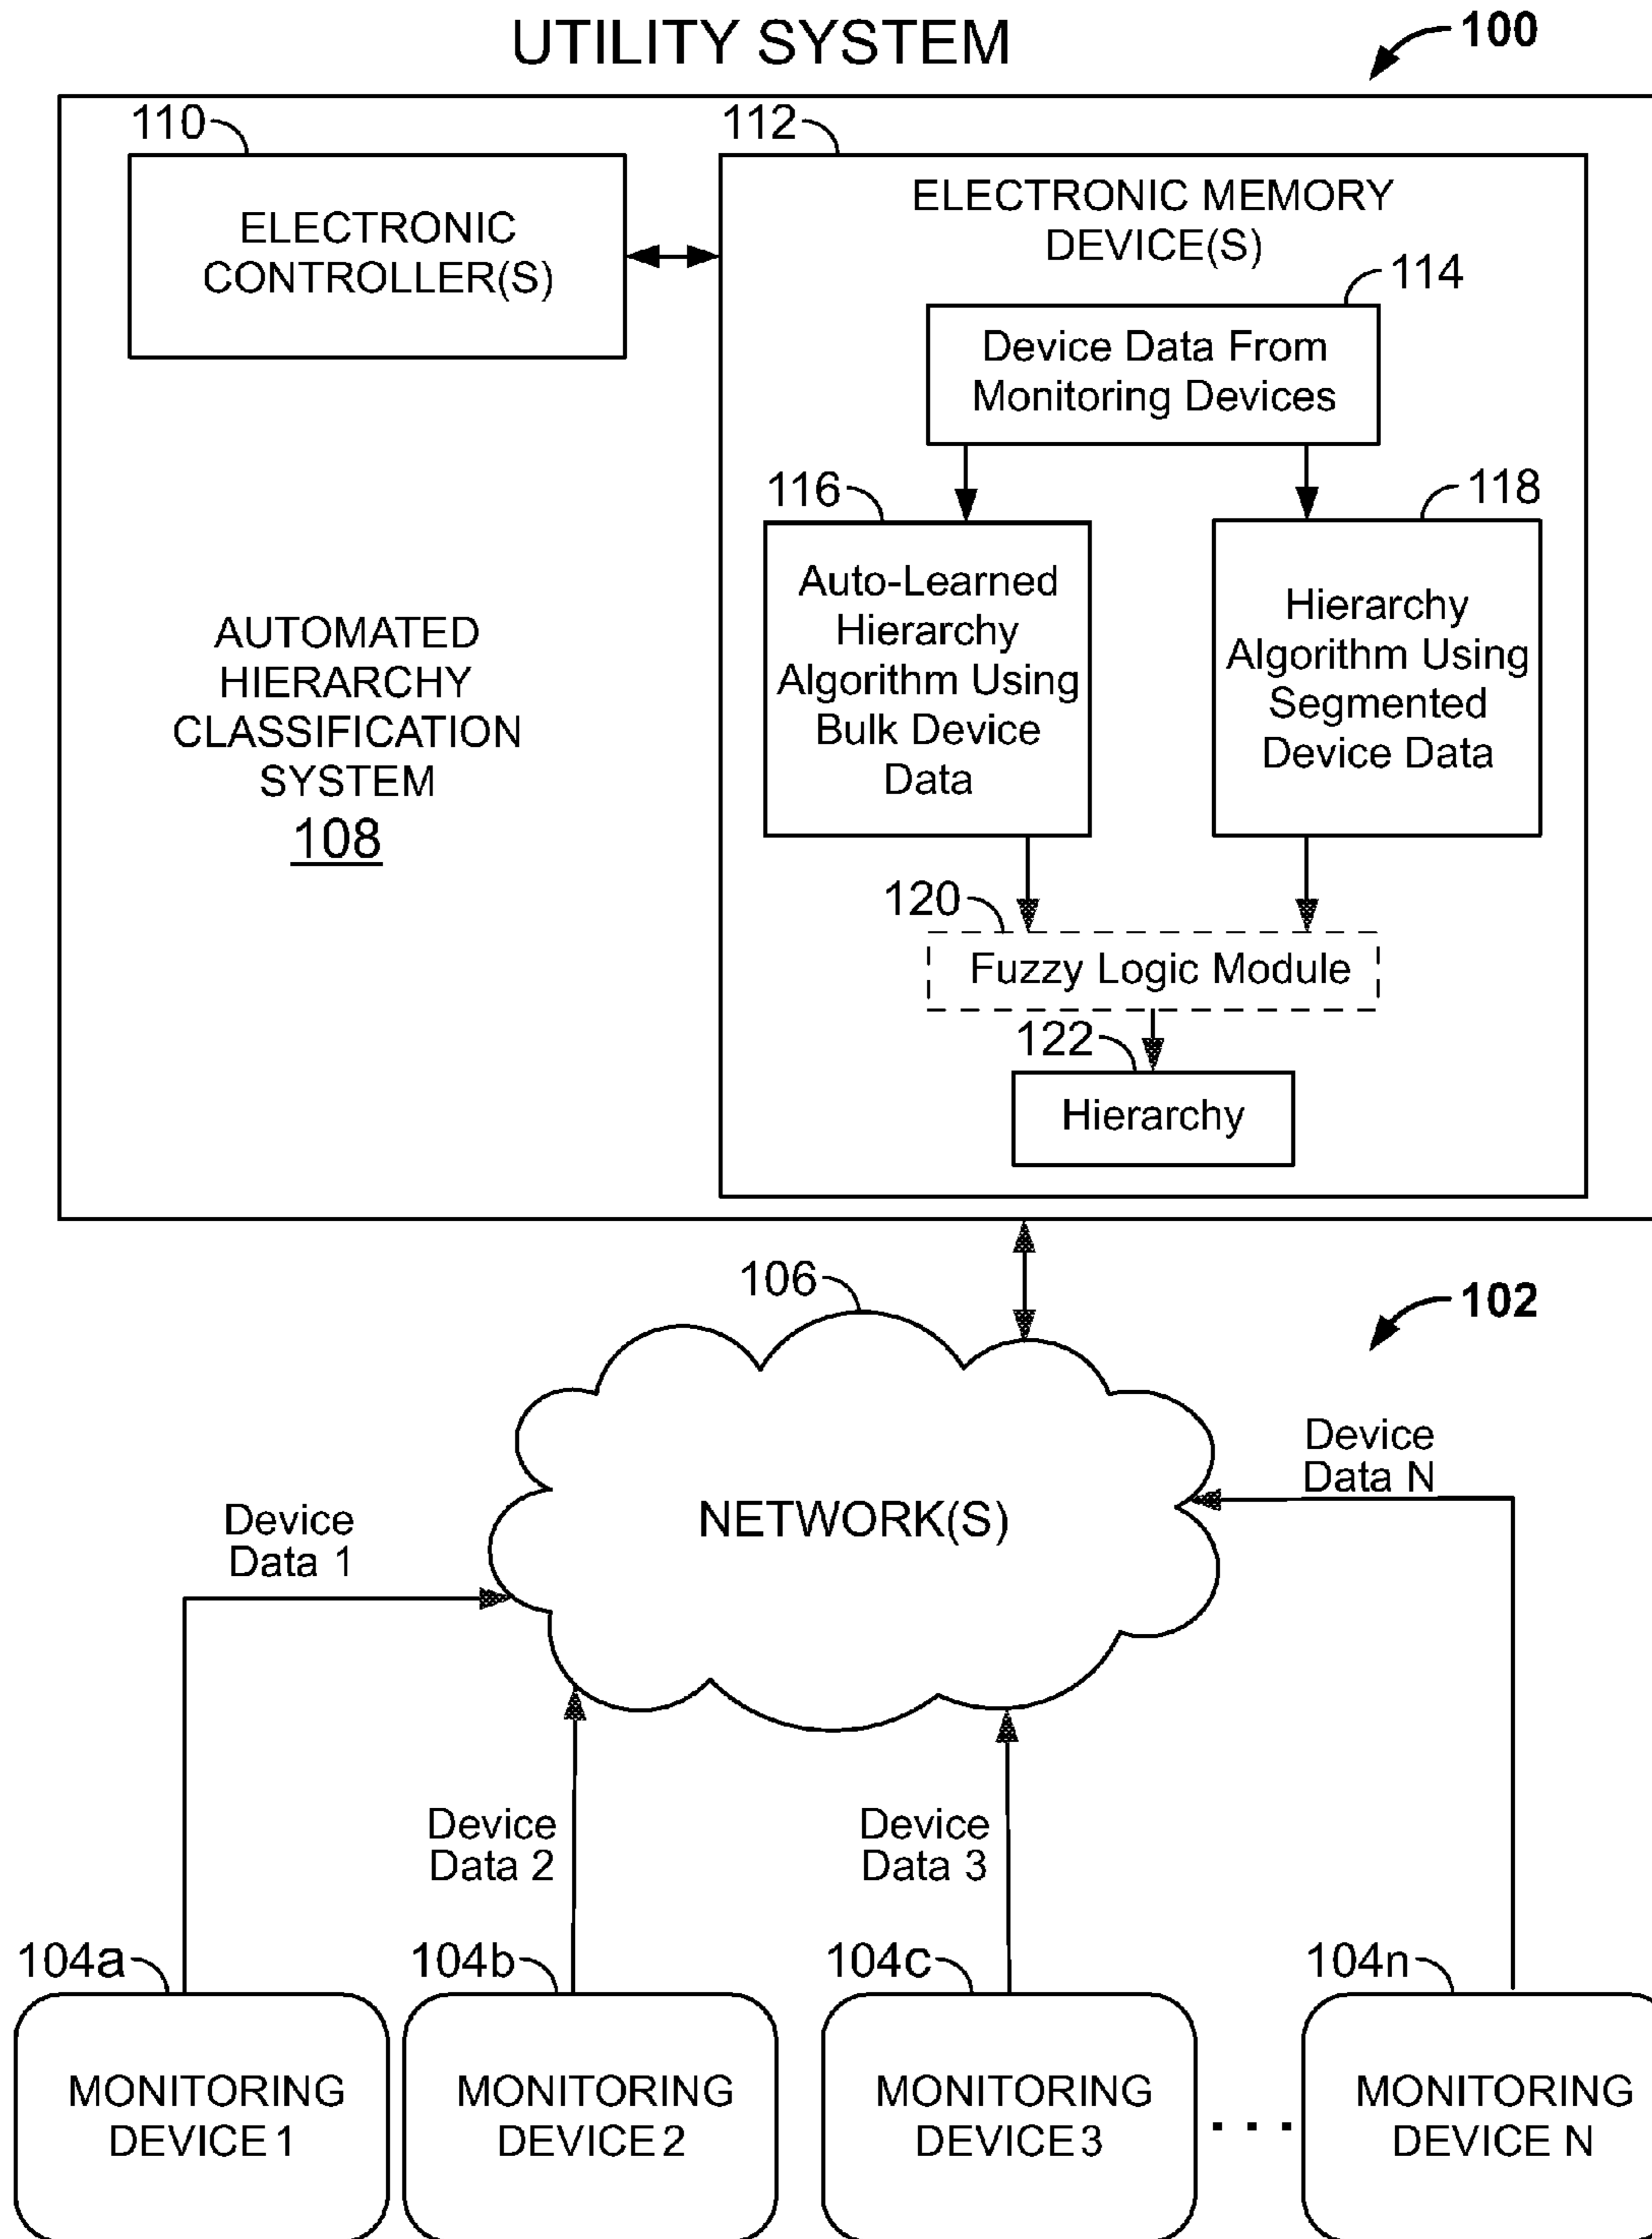 UTILITY SYSTEM
100
110
112
ELECTRONIC
CONTROLLER(S)
ELECTRONIC MEMORY
DEVICE(S)
114
Device Data From
Monitoring Devices
116
118
Auto-Learned
Hierarchy
Algorithm Using
Bulk Device
Data
Hierarchy
Algorithm Using
Segmented
Device Data
AUTOMATED
HIERARCHY
CLASSIFICATION
SYSTEM
108
120
Fuzzy Logic Module
122
Hierarchy
106
102
NETWORK(S)
Device
Data N
Device
Data 1
Device
Data 2
Device
Data 3
104a
104b
104c
104n
MONITORING
DEVICE 1
MONITORING
DEVICE 2
MONITORING
DEVICE 3
. . .
MONITORING
DEVICE N